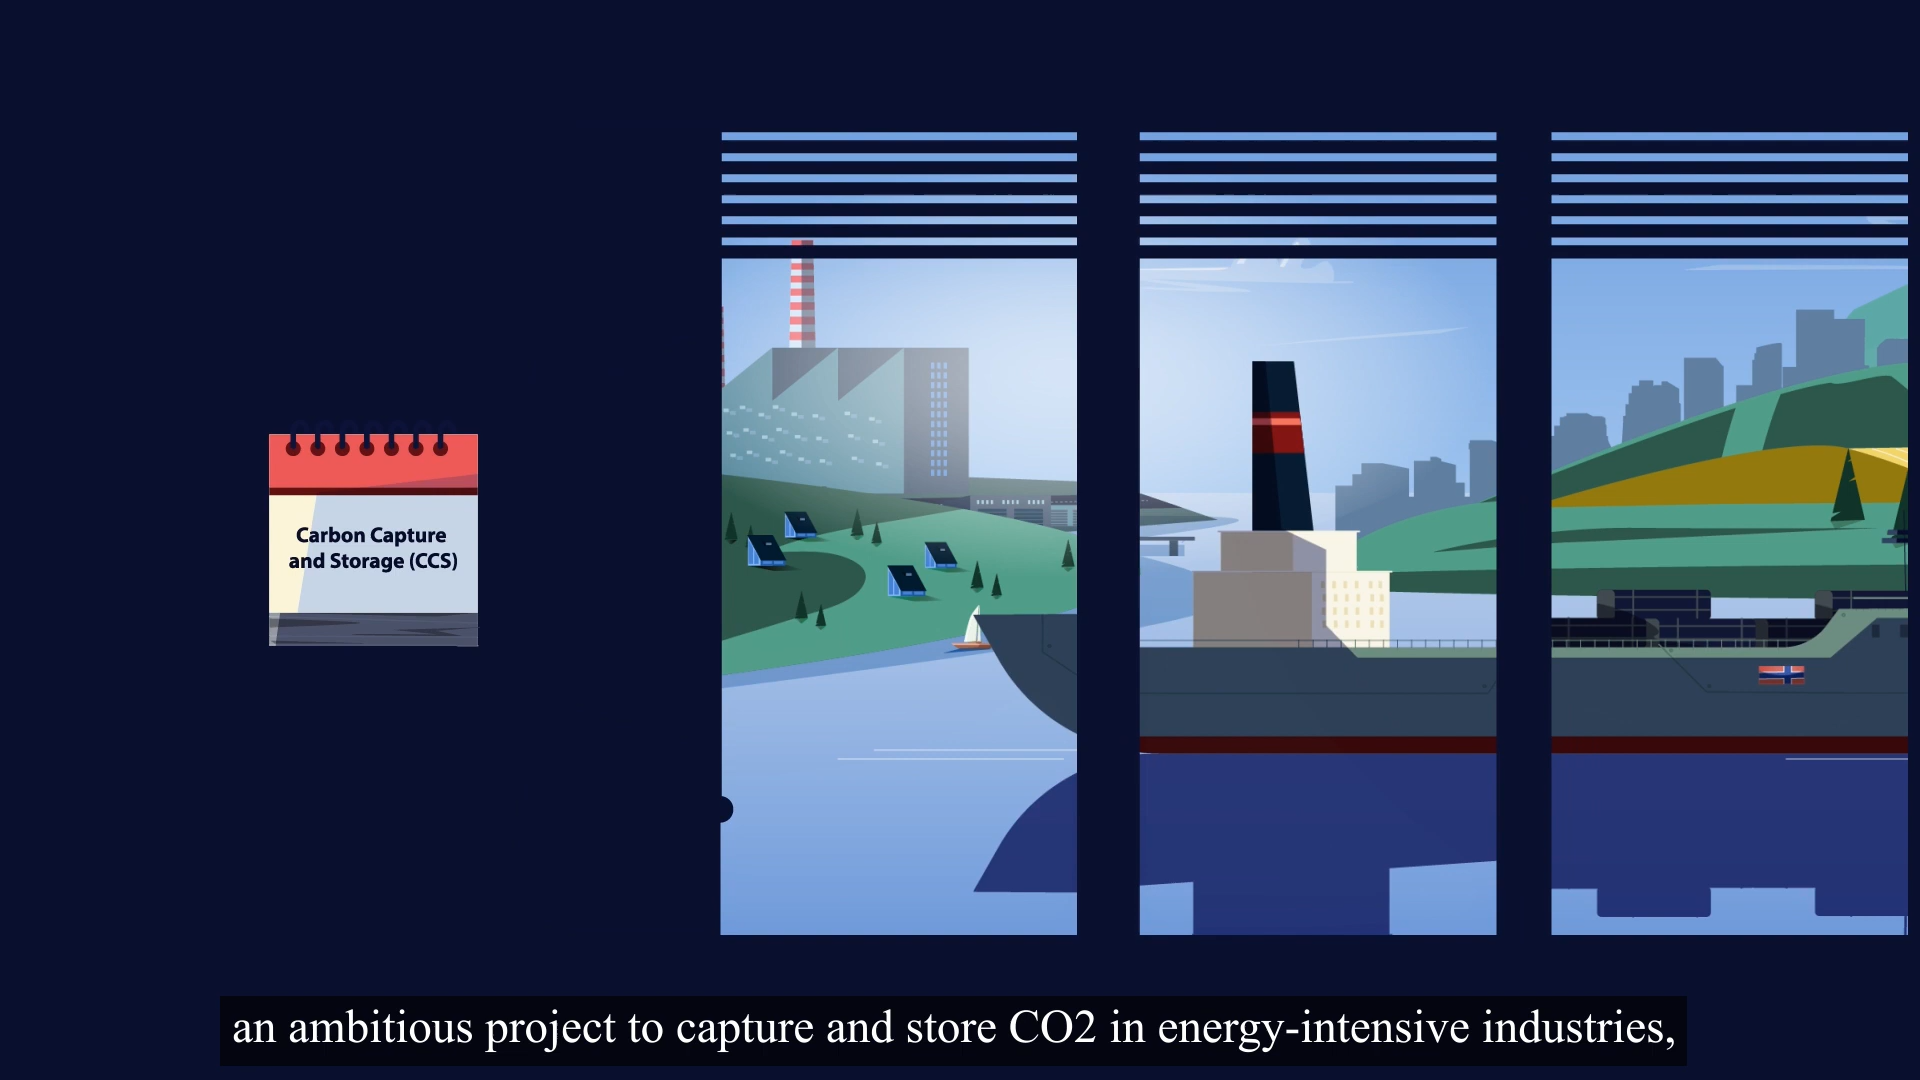 Carbon Capture
and Storage (CCS)
an ambitious project to capture and store CO2 in energy-intensive industries,